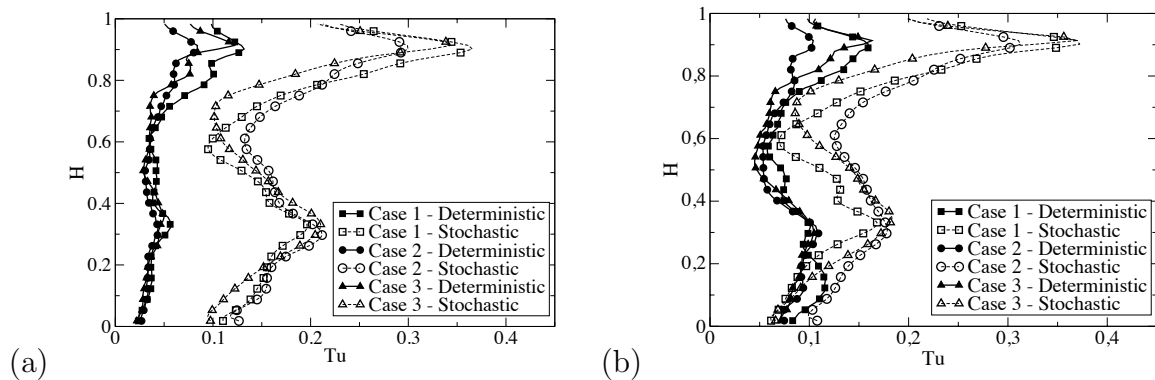 1
0.8
0.6
H
0.4
0.2
0
0 0.1 0.2 0.3 0.4
Tu
Case 1 - Deterministic
Case 1 - Stochastic
Case 2 - Deterministic
Case 2 - Stochastic
Case 3 - Deterministic
Case 3 - Stochastic
(a)
1
0,8
0,6
H
0,4
0,2
0
0 0,1 0,2 0,3 0,4
Tu
Case 1 - Deterministic
Case 1 - Stochastic
Case 2 - Deterministic
Case 2 - Stochastic
Case 3 - Deterministic
Case 3 - Stochastic
(b)